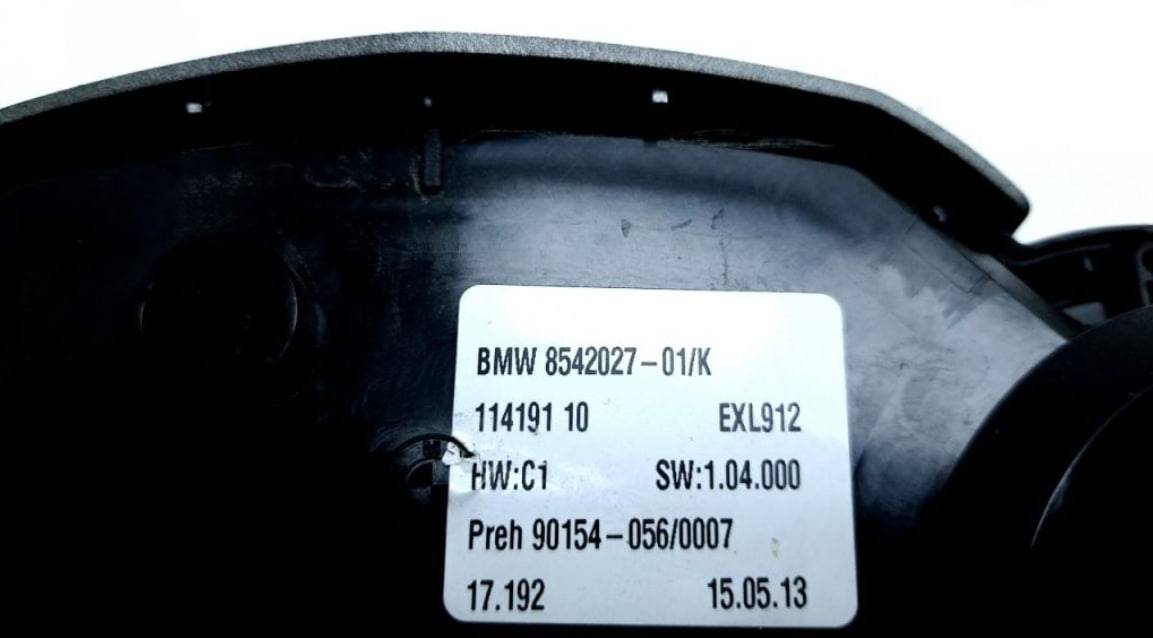 BMW 8542027-01/K
114191 10 EXL912
HW:C1 SW:1.04.000
Preh 90154-056/0007
17.192 15.05.13